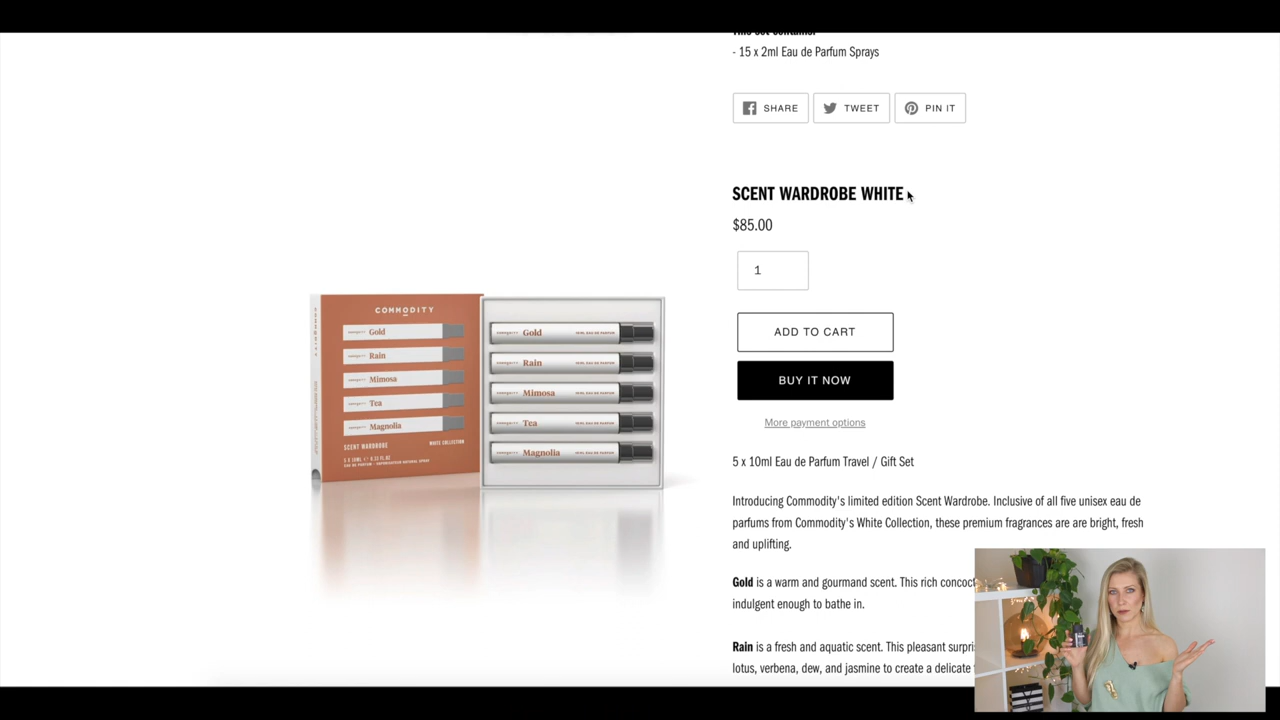 - 15 x 2ml Eau de Parfum Sprays
SHARE TWEET PIN IT
SCENT WARDROBE WHITE
$85.00
1
ADD TO CART
BUY IT NOW
More payment options
5 x 10ml Eau de Parfum Travel / Gift Set
Introducing Commodity's limited edition Scent Wardrobe. Inclusive of all five unisex eau de
parfums from Commodity's White Collection, these premium fragrances are are bright, fresh
and uplifting.
Gold is a warm and gourmand scent. This rich
indulgent enough to bathe in.
Rain is a fresh and aquatic scent. This pleasant
lotus, verbena, dew, and jasmine to create a delicate
COMMODITY
Gold
Rain
Mimosa
Tea
Magnolia
SCENT WARDROBE WHITE COLLECTION
Gold
Rain
Mimosa
Tea
Magnolia